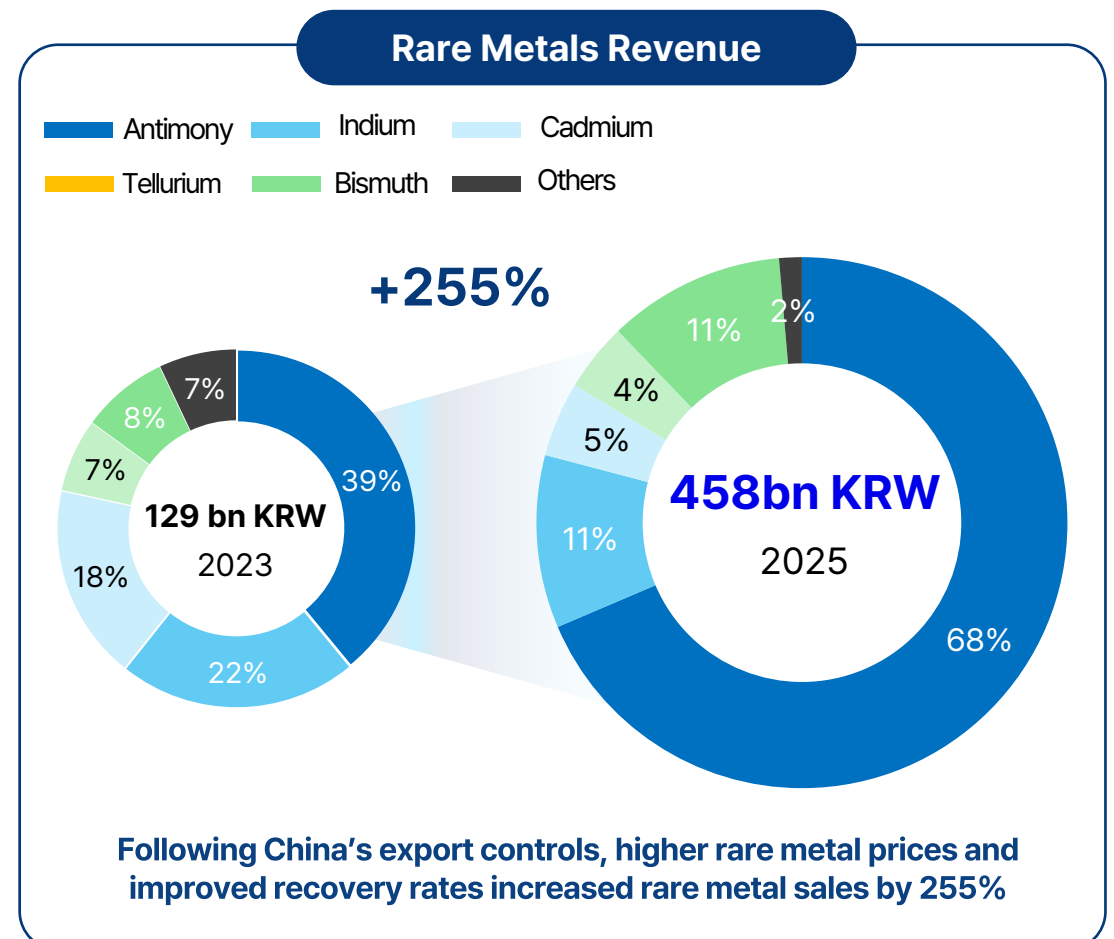 Rare Metals Revenue
Antimony Indium Cadmium
Tellurium Bismuth Others
+255%
7%
8%
7%
39%
18%
22%
129 bn KRW
2023
2%
11%
4%
5%
11%
68%
458bn KRW
2025
Following China's export controls, higher rare metal prices and
improved recovery rates increased rare metal sales by 255%